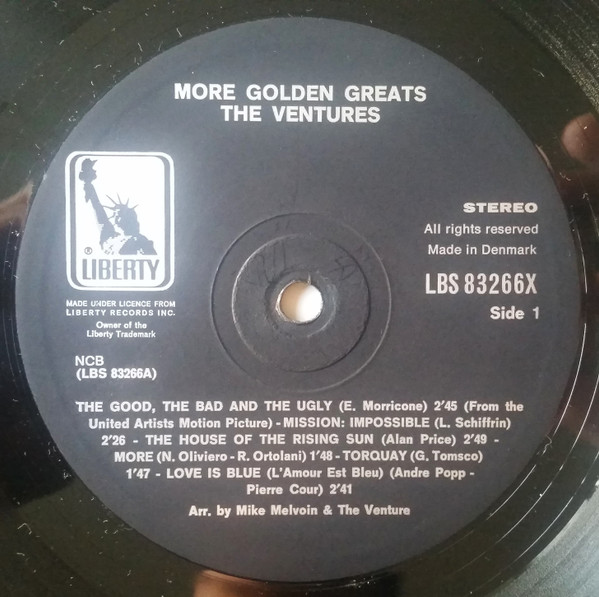 MORE GOLDEN GREATS
THE VENTURES
STEREO
All rights reserved
Made in Denmark
LBS 83266X
Side 1
®
LIBERTY
MADE UNDER LICENCE FROM
LIBERTY RECORDS INC.
Owner of the
Liberty Trademark
NCB
(LBS 83266A)
THE GOOD, THE BAD AND THE UGLY (E. Morricone) 2'45 (From the
United Artists Motion Picture) - MISSION: IMPOSSIBLE (L. Schiffrin)
2'26 - THE HOUSE OF THE RISING SUN (Alan Price) 2'49 -
MORE (N. Oliviero - R. Ortolani) 1'48 - TORQUAY (G. Tomsco)
1'47 - LOVE IS BLUE (L'Amour Est Bleu) (Andre Popp -
Pierre Cour) 2'41
Arr. by Mike Melvoin & The Venture